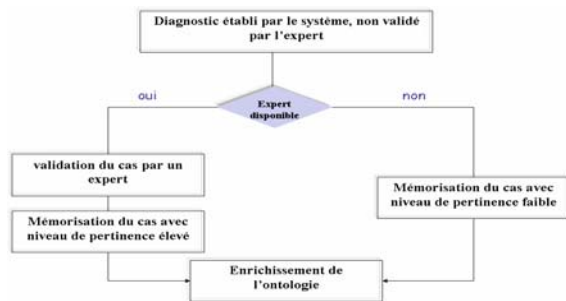 Diagnostic établi par le système, non validé
par l'expert
oui
Expert
disponible
non
validation du cas par un
expert
Mémorisation du cas avec
niveau de pertinence élevé
Mémorisation du cas avec
niveau de pertinence faible
Enrichissement de
l'ontologie